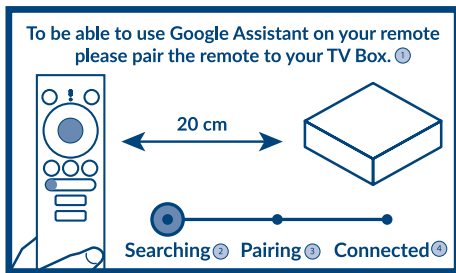 To be able to use Google Assistant on your remote
please pair the remote to your TV Box. 1
20 cm
Searching 2 Pairing 3 Connected 4